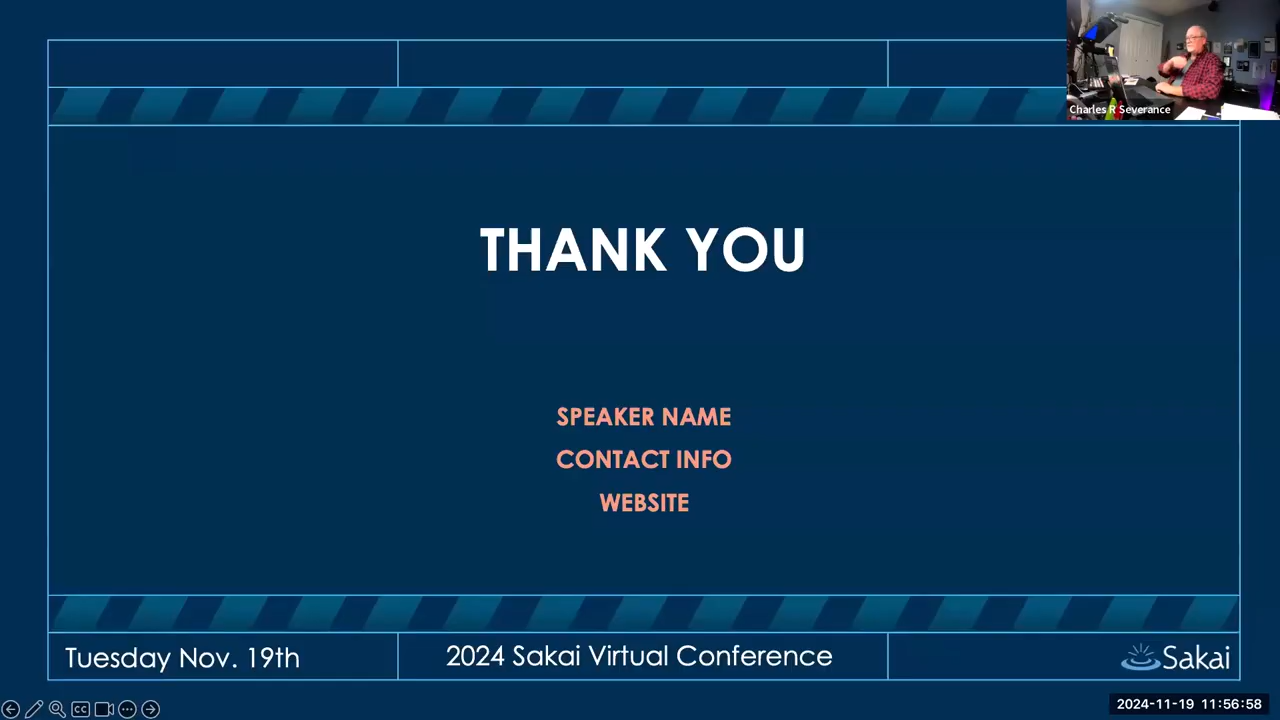 Charles R Severance
THANK YOU
SPEAKER NAME
CONTACT INFO
WEBSITE
Tuesday Nov. 19th
2024 Sakai Virtual Conference
Sakai
CC
2024-11-19 11:56:58